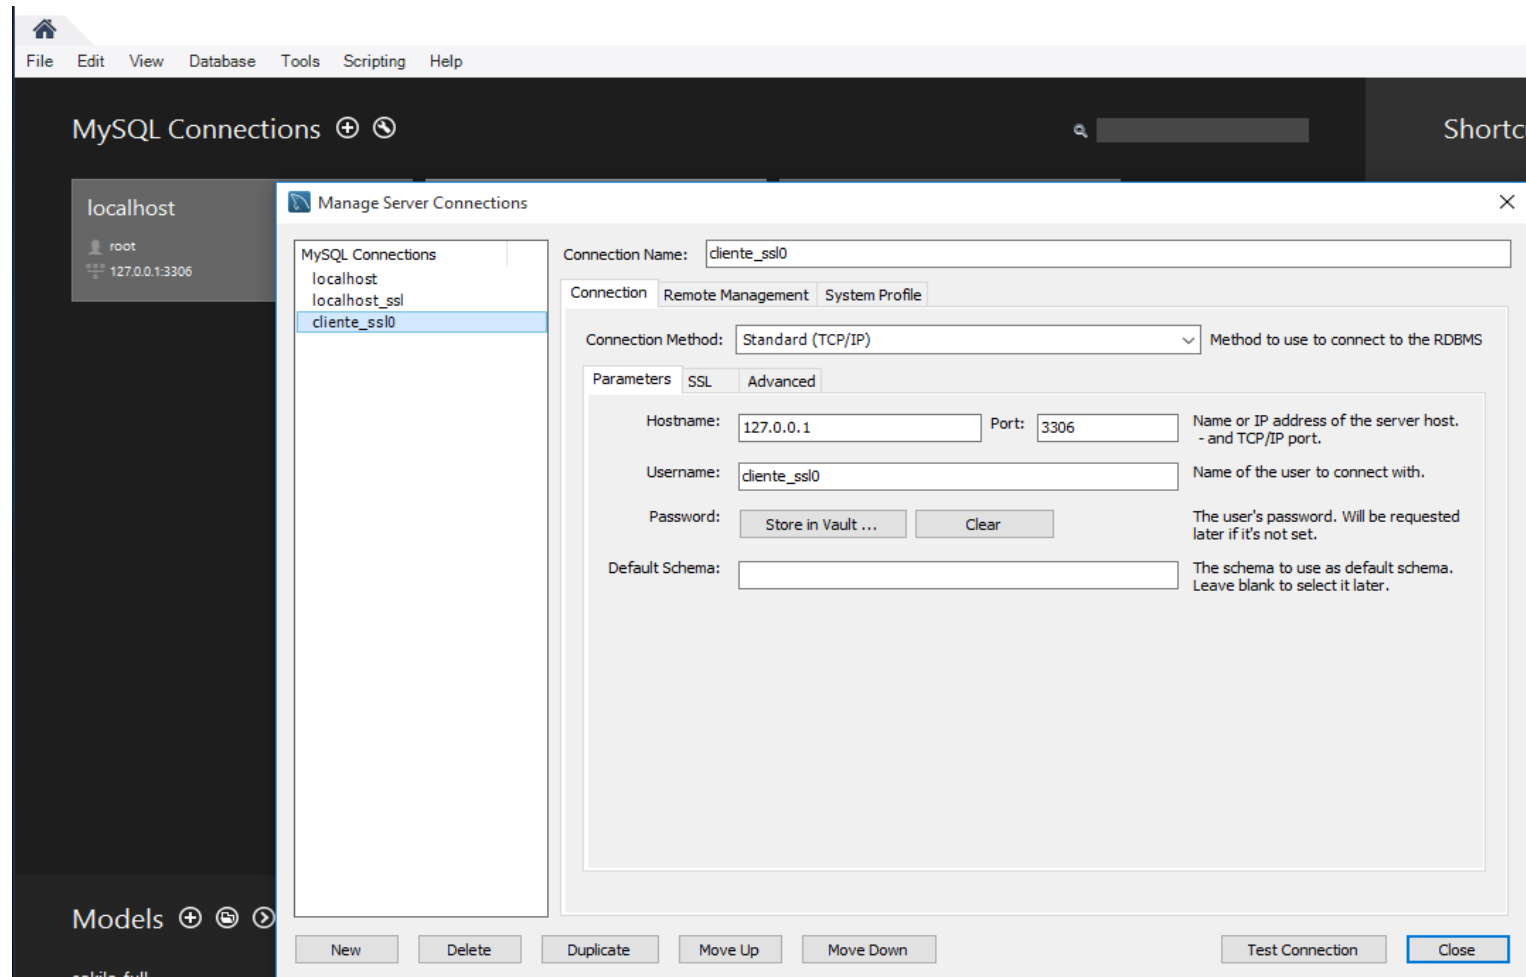 File Edit View Database Tools Scripting Help
MySQL Connections
Shortc
localhost
root
127.0.0.1:3306
Manage Server Connections
MySQL Connections
localhost
localhost_ssl
cliente_ssl0
Connection Name: cliente_ssl0
Connection Remote Management System Profile
Connection Method: Standard (TCP/IP) Method to use to connect to the RDBMS
Parameters SSL Advanced
Hostname: 127.0.0.1 Port: 3306 Name or IP address of the server host.
- and TCP/IP port.
Username: cliente_ssl0 Name of the user to connect with.
Password: Store in Vault ... Clear The user's password. Will be requested
later if it's not set.
Default Schema: The schema to use as default schema.
Leave blank to select it later.
Models
New Delete Duplicate Move Up Move Down Test Connection Close